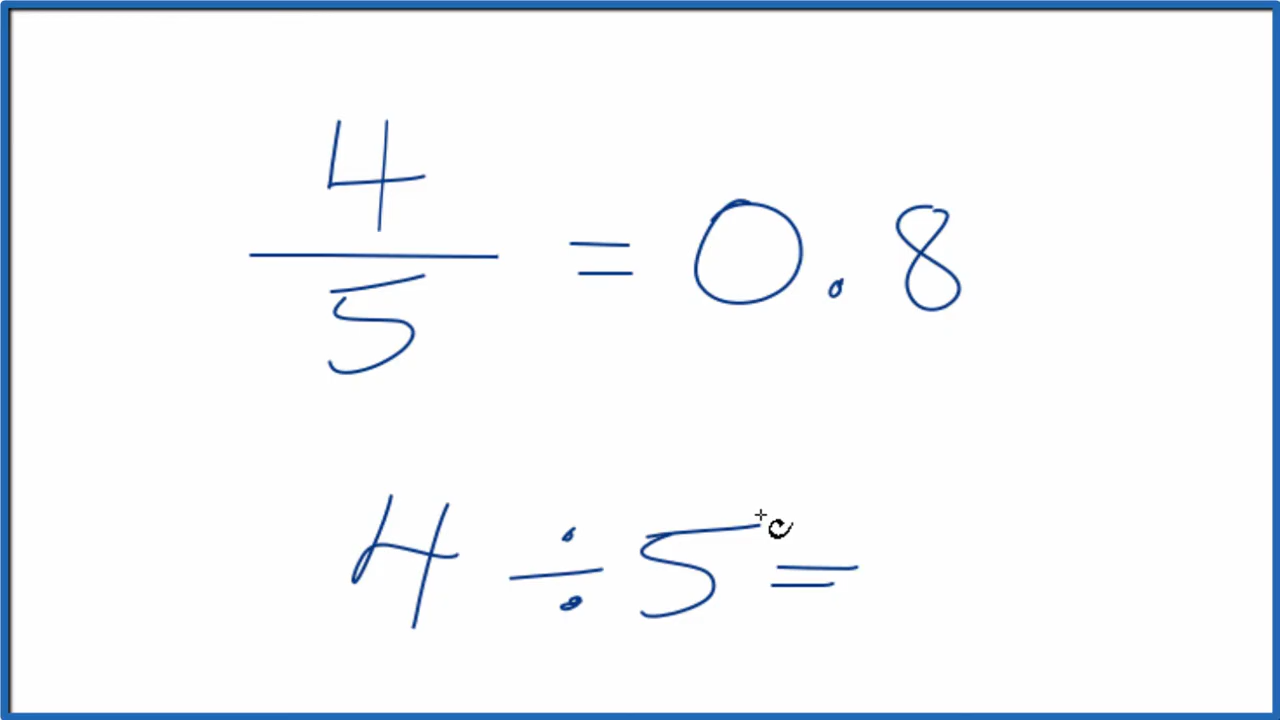 4/5 = 0.8
4 ÷ 5 =